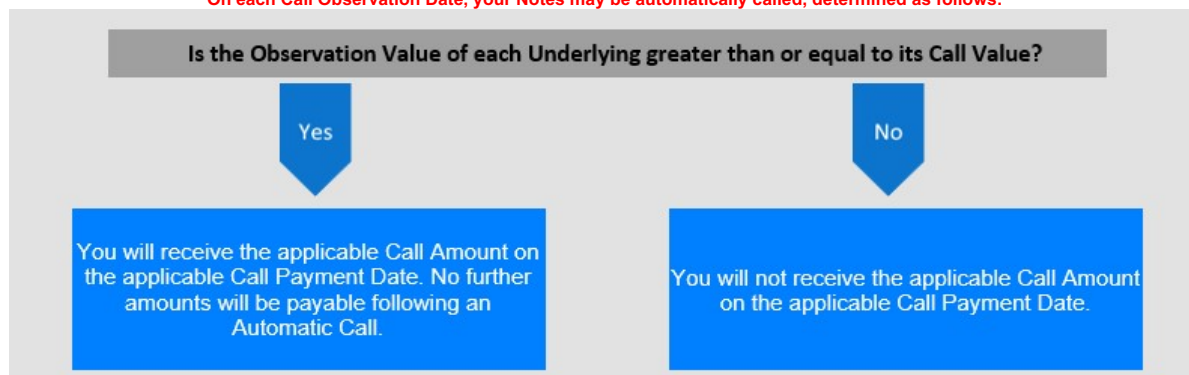 On each Call Observation Date, your Notes may be automatically called, determined as follows:
Is the Observation Value of each Underlying greater than or equal to its Call Value?
Yes
No
You will receive the applicable Call Amount on
the applicable Call Payment Date. No further
amounts will be payable following an
Automatic Call.
You will not receive the applicable Call Amount
on the applicable Call Payment Date.